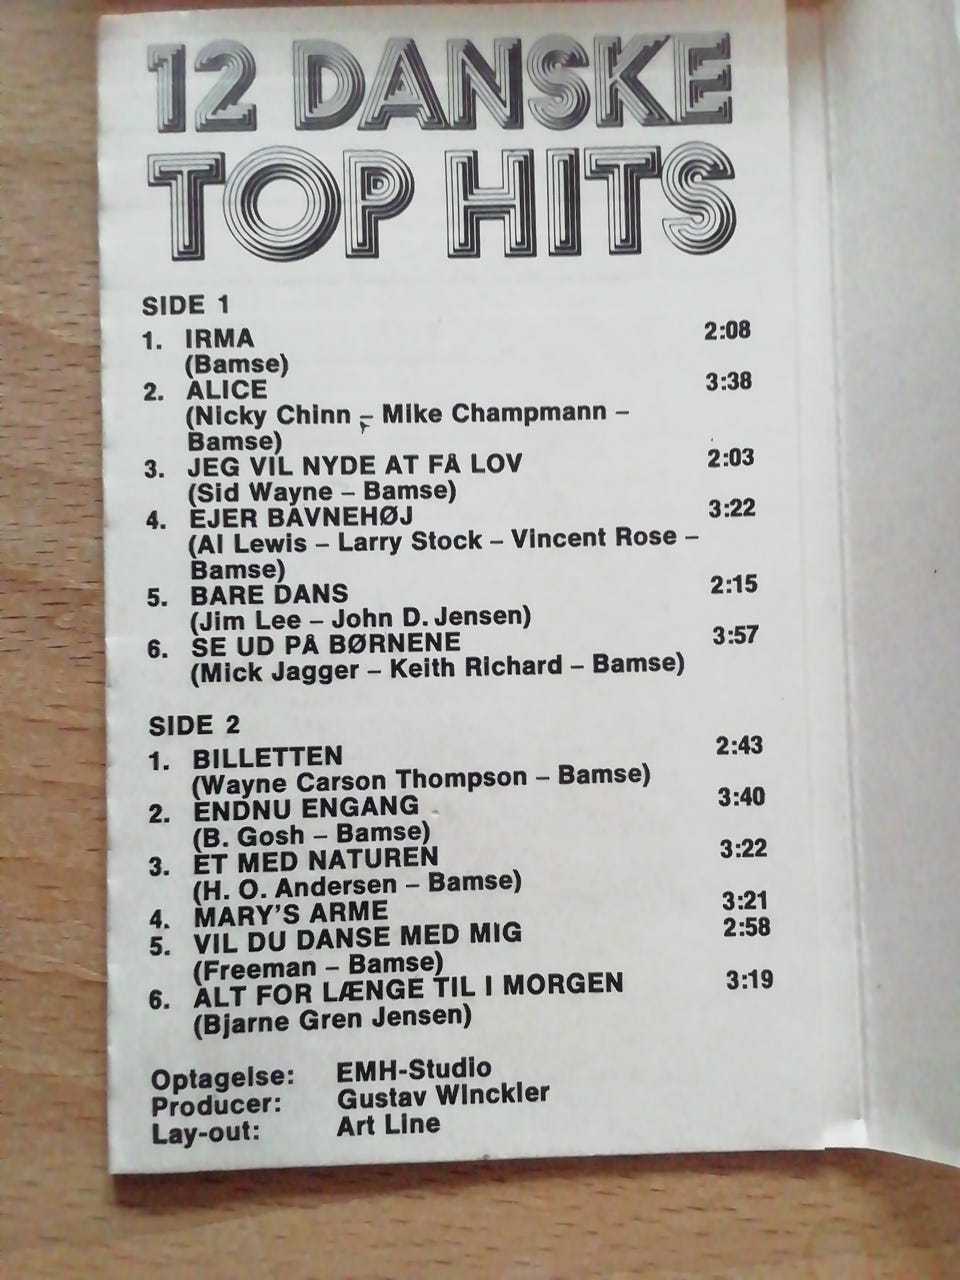 12 DANSKE
TOP HITS
SIDE 1
1. IRMA 2:08
(Bamse)
2. ALICE 3:38
(Nicky Chinn – Mike Champmann –
Bamse)
3. JEG VIL NYDE AT FÅ LOV 2:03
(Sid Wayne – Bamse)
4. EJER BAVNEHØJ 3:22
(Al Lewis – Larry Stock – Vincent Rose –
Bamse)
5. BARE DANS 2:15
(Jim Lee – John D. Jensen)
6. SE UD PÅ BØRNENE 3:57
(Mick Jagger – Keith Richard – Bamse)
SIDE 2
1. BILLETTEN 2:43
(Wayne Carson Thompson – Bamse)
2. ENDNU ENGANG 3:40
(B. Gosh – Bamse)
3. ET MED NATUREN 3:22
(H. O. Andersen – Bamse)
4. MARY'S ARME 3:21
5. VIL DU DANSE MED MIG 2:58
(Freeman – Bamse)
6. ALT FOR LÆNGE TIL I MORGEN 3:19
(Bjarne Gren Jensen)
Optagelse: EMH-Studio
Producer: Gustav Winckler
Lay-out: Art Line